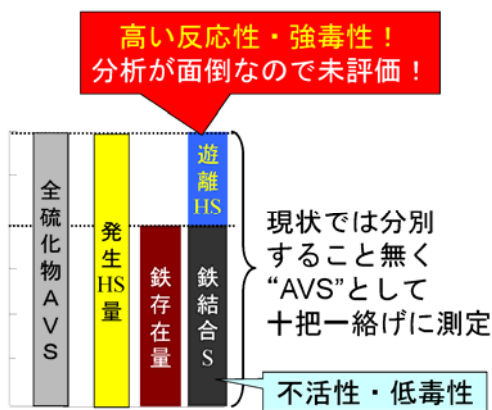 高い反応性・強毒性！
分析が面倒なので未評価！
全硫化物AVS
発生HS量
鉄存在量
遊離HS
鉄結合S
現状では分別
すること無く
“AVS”として
十把一絡げに測定
不活性・低毒性